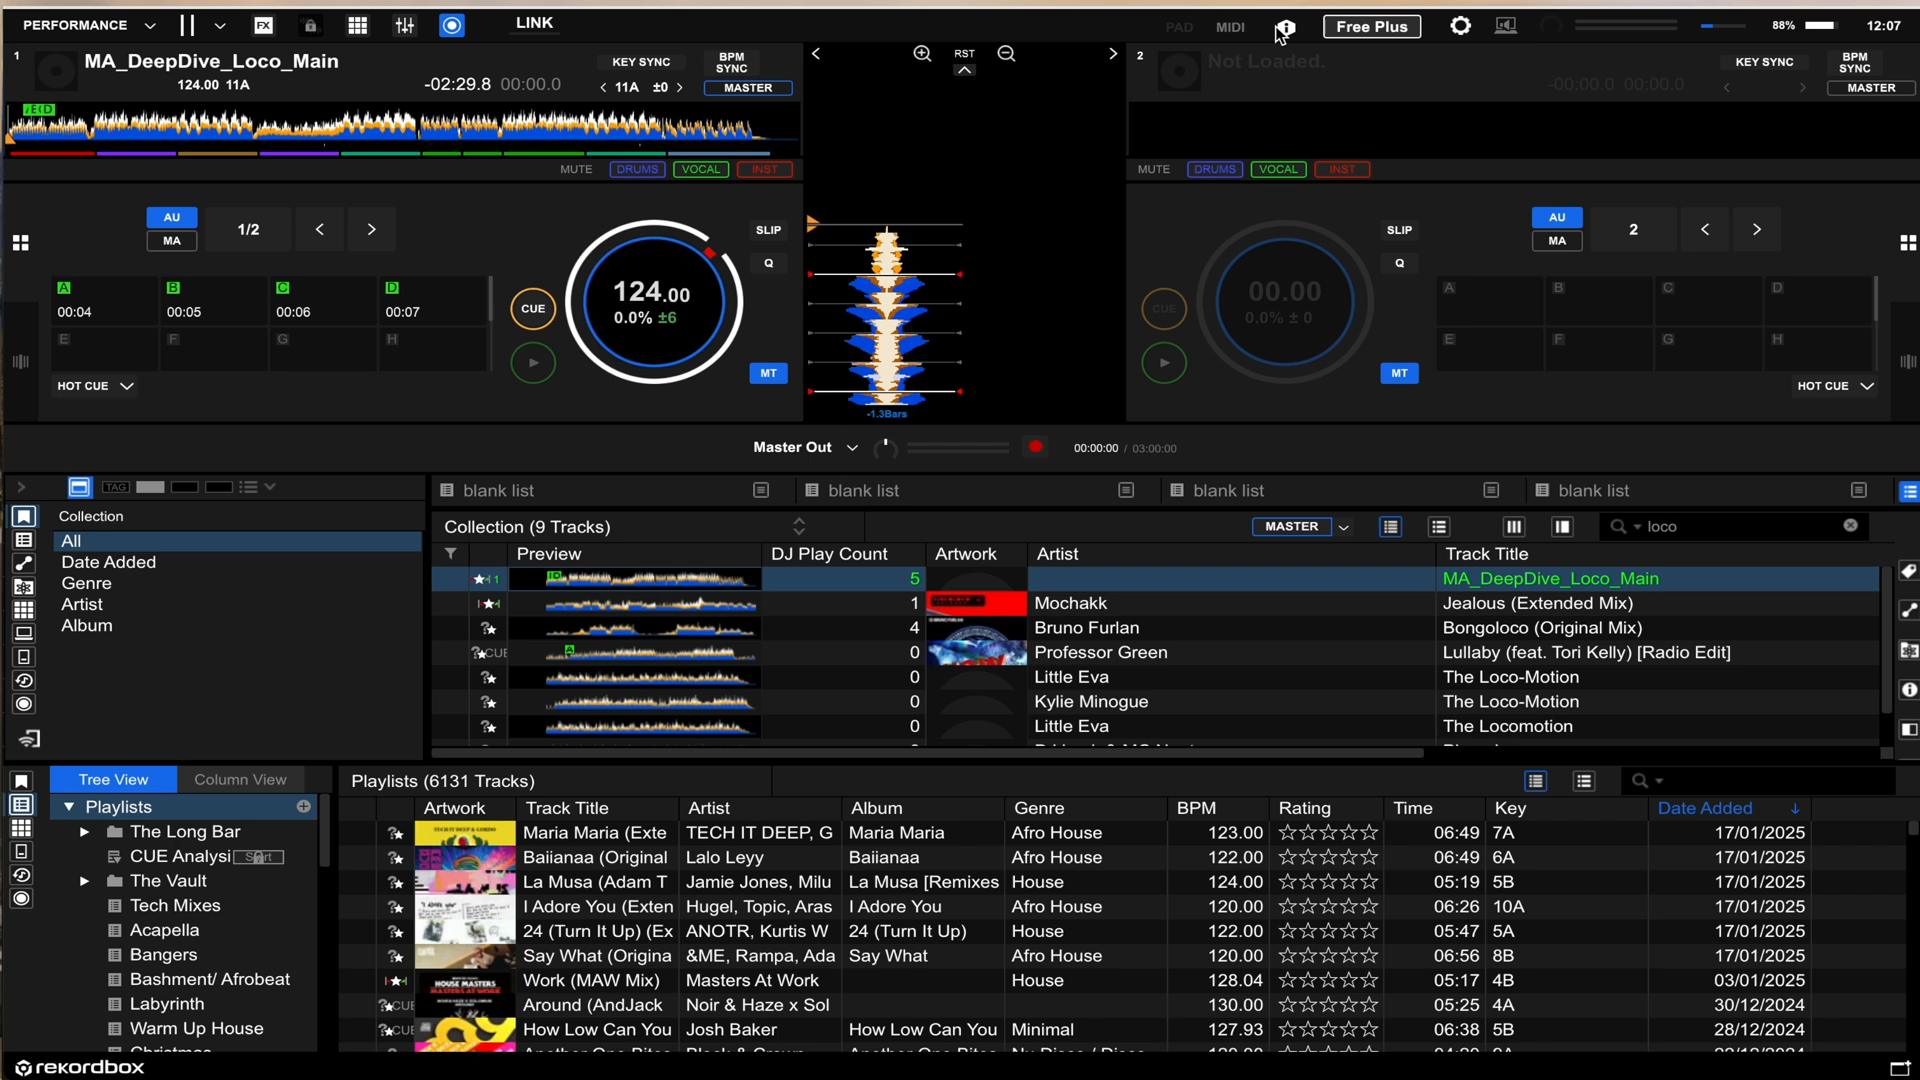 PERFORMANCE FX LINK PAD MIDI Free Plus 88% 12:07
1 MA_DeepDive_Loco_Main KEY SYNC BPM SYNC RST 2 Not Loaded. KEY SYNC BPM SYNC
124.00 11A -02:29.8 00:00.0 < 11A ±0 > MASTER -00:00.0 00:00.0 MASTER
MUTE DRUMS VOCAL INST MUTE DRUMS VOCAL INST
AU MA 1/2 SLIP SLIP AU MA 2
Q Q
A B C D 124.00 00.00 A B C D
00:04 00:05 00:06 00:07 CUE 0.0% ±6 CUE 0.0% ± 0
E F G H E F G H
HOT CUE MT MT HOT CUE
-1.3Bars
Master Out 00:00:00 / 03:00:00
TAG blank list blank list blank list blank list
Collection Collection (9 Tracks) MASTER loco
All
Date Added
Genre
Artist
Album
Preview DJ Play Count Artwork Artist Track Title
1 5 MA_DeepDive_Loco_Main
1 Mochakk Jealous (Extended Mix)
4 Bruno Furlan Bongoloco (Original Mix)
CUE A 0 Professor Green Lullaby (feat. Tori Kelly) [Radio Edit]
0 Little Eva The Loco-Motion
0 Kylie Minogue The Loco-Motion
0 Little Eva The Locomotion
Tree View Column View Playlists (6131 Tracks)
Playlists
The Long Bar
CUE Analysi
The Vault
Tech Mixes
Acapella
Bangers
Bashment/ Afrobeat
Labyrinth
Warm Up House
Christmas
Artwork Track Title Artist Album Genre BPM Rating Time Key Date Added
Maria Maria (Exte TECH IT DEEP, G Maria Maria Afro House 123.00 06:49 7A 17/01/2025
Baiianaa (Original Lalo Leyy Baiianaa Afro House 122.00 06:49 6A 17/01/2025
La Musa (Adam T Jamie Jones, Milu La Musa [Remixes House 124.00 05:19 5B 17/01/2025
I Adore You (Exten Hugel, Topic, Aras I Adore You Afro House 120.00 06:26 10A 17/01/2025
24 (Turn It Up) (Ex ANOTR, Kurtis W 24 (Turn It Up) House 122.00 05:47 5A 17/01/2025
Say What (Origina &ME, Rampa, Ada Say What Afro House 120.00 06:56 8B 17/01/2025
Work (MAW Mix) Masters At Work House 128.04 05:17 4B 03/01/2025
CUE Around (AndJack Noir & Haze x Sol 130.00 05:25 4A 30/12/2024
CUE How Low Can You Josh Baker How Low Can You Minimal 127.93 06:38 5B 28/12/2024
rekordbox